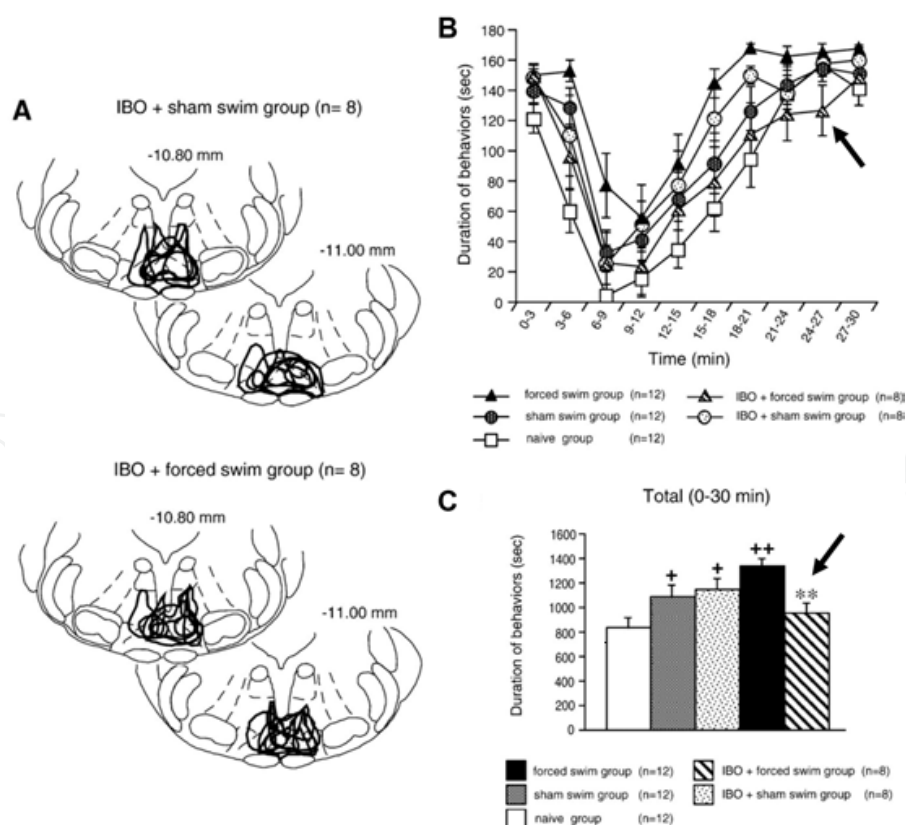 A
IBO + sham swim group (n= 8)
-10.80 mm
-11.00 mm
IBO + forced swim group (n= 8)
-10.80 mm
-11.00 mm
B
Duration of behaviors (sec)
180
160
140
120
100
80
60
40
20
0
0-3
3-6
6-9
9-12
12-15
15-18
18-21
21-24
24-27
27-30
Time (min)
forced swim group (n=12)
IBO + forced swim group (n=8)
sham swim group (n=12)
IBO + sham swim group (n=8
naive group (n=12)
C
Total (0-30 min)
Duration of behaviors (sec)
1600
1400
1200
1000
800
600
400
200
0
+
+
++
**
forced swim group (n=12)
IBO + forced swim group (n=8)
sham swim group (n=12)
IBO + sham swim group (n=8)
naive group (n=12)